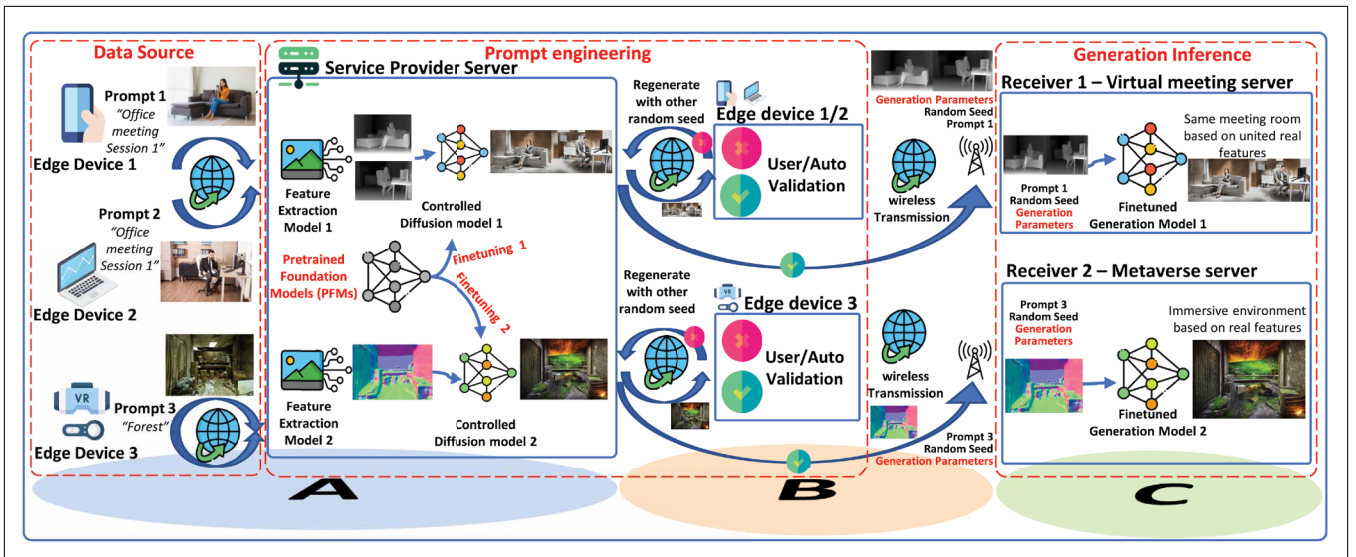 Data Source
Prompt 1
“Office
meeting
Session 1”
Edge Device 1
Prompt 2
“Office
meeting
Session 1”
Edge Device 2
VR
Prompt 3
“Forest”
Edge Device 3
Prompt engineering
Service Provider Server
Feature
Extraction
Model 1
Controlled
Diffusion model 1
Pretrained
Foundation
Models (PFMs)
Finetuning 1
Finetuning 2
Feature
Extraction
Model 2
Controlled
Diffusion model 2
Regenerate
with other
random seed
Edge device 1/2
User/Auto
Validation
Regenerate
with other
random seed
VR
Edge device 3
User/Auto
Validation
Generation Parameters
Random Seed
Prompt 1
wireless
Transmission
wireless
Transmission
Prompt 3
Random Seed
Generation Parameters
Generation Inference
Receiver 1 – Virtual meeting server
Same meeting room
based on united real
features
Prompt 1
Random Seed
Generation
Parameters
Finetuned
Generation Model 1
Receiver 2 – Metaverse server
Prompt 3
Random Seed
Generation
Parameters
Immersive environment
based on real features
Finetuned
Generation Model 2
A
B
C